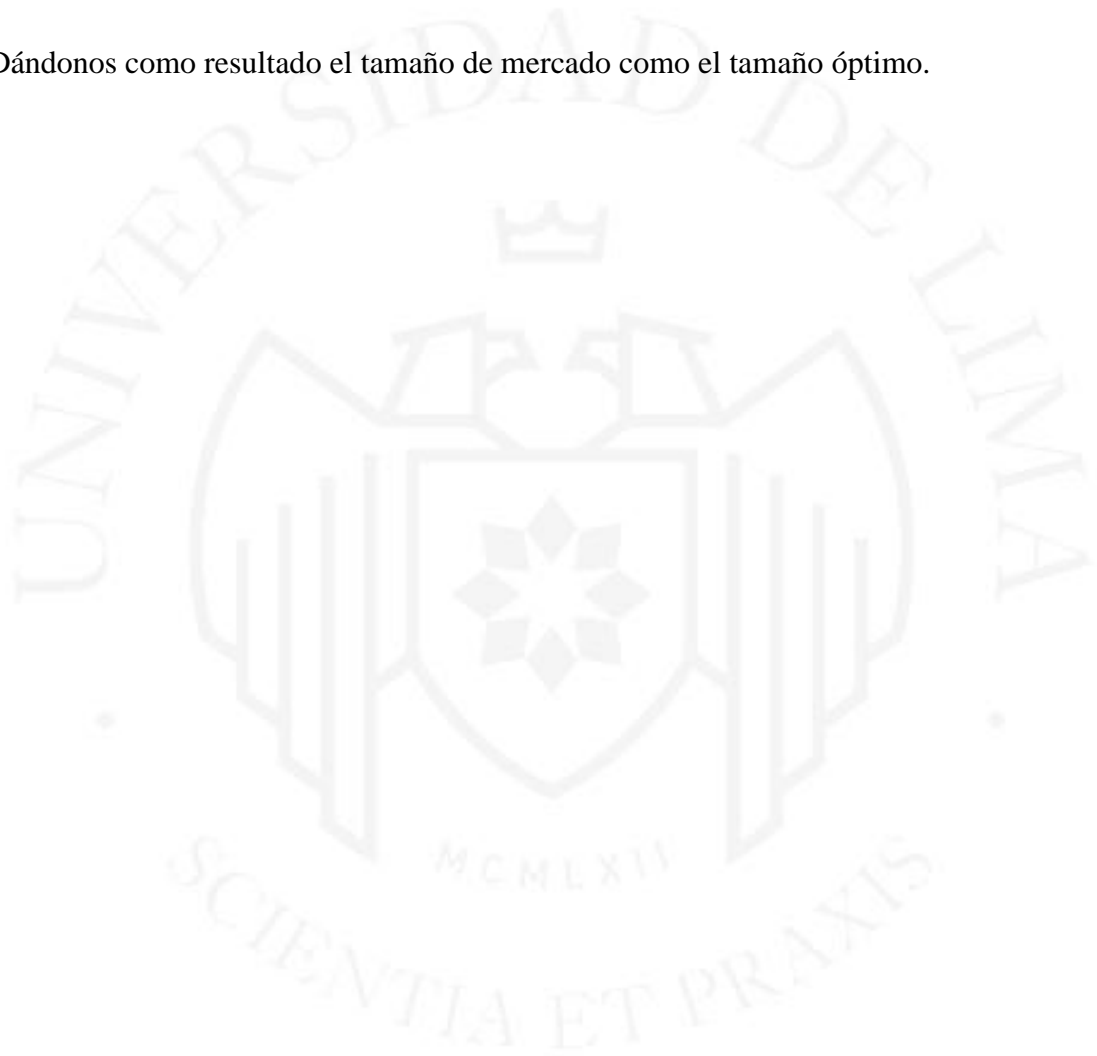 Dándonos como resultado el tamaño de mercado como el tamaño óptimo.
UNIVERSIDAD DE LIMA
MCMLXII
SCIENTIA ET PRAXIS